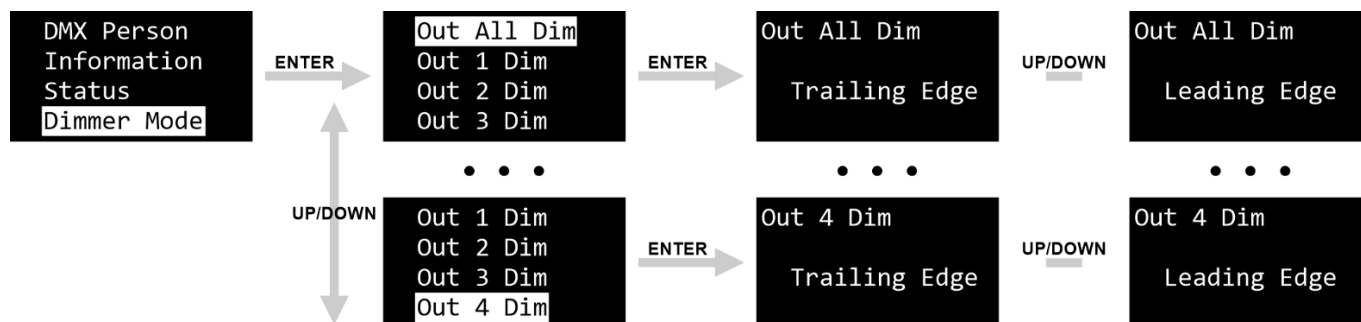 DMX Person
Information
Status
Dimmer Mode
ENTER
UP/DOWN
Out All Dim
Out 1 Dim
Out 2 Dim
Out 3 Dim
ENTER
Out All Dim
Trailing Edge
UP/DOWN
Out All Dim
Leading Edge
Out 1 Dim
Out 2 Dim
Out 3 Dim
Out 4 Dim
ENTER
Out 4 Dim
Trailing Edge
UP/DOWN
Out 4 Dim
Leading Edge